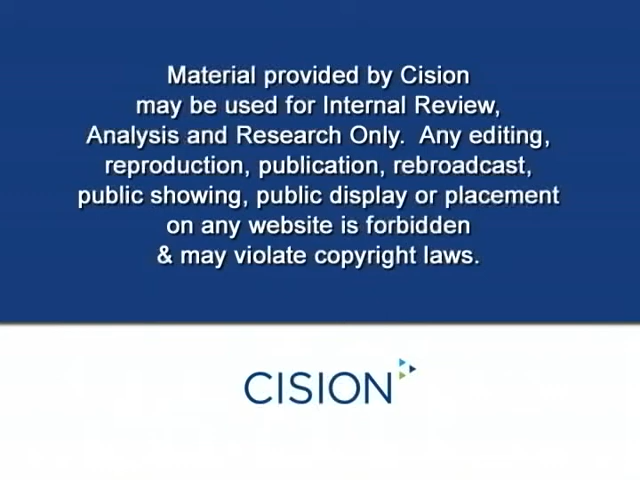 Material provided by Cision
may be used for Internal Review,
Analysis and Research Only.  Any editing,
reproduction, publication, rebroadcast,
public showing, public display or placement
on any website is forbidden
& may violate copyright laws.
CISION